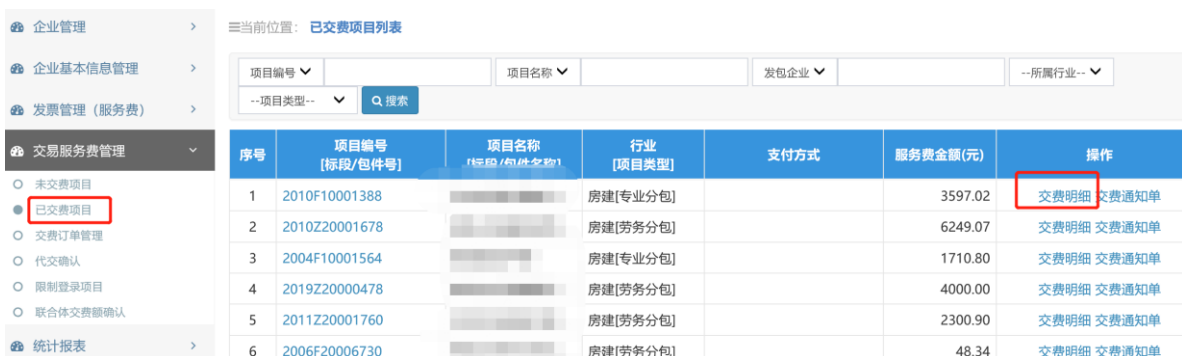 企业管理
企业基本信息管理
发票管理（服务费）
交易服务费管理
未交费项目
已交费项目
交费订单管理
代交确认
限制登录项目
联合体交费额确认
统计报表
当前位置： 已交费项目列表
项目编号 项目名称 发包企业 --所属行业--
--项目类型-- 搜索
序号 项目编号 项目名称 行业 支付方式 服务费金额(元) 操作
[标段/包件号] [标段/包件名称] [项目类型]
1 2010F10001388 房建[专业分包] 3597.02 交费明细 交费通知单
2 2010Z20001678 房建[劳务分包] 6249.07 交费明细 交费通知单
3 2004F10001564 房建[专业分包] 1710.80 交费明细 交费通知单
4 2019Z20000478 房建[劳务分包] 4000.00 交费明细 交费通知单
5 2011Z20001760 房建[劳务分包] 2300.90 交费明细 交费通知单
6 2006F20006730 房建[劳务分包] 48.34 交费明细 交费通知单